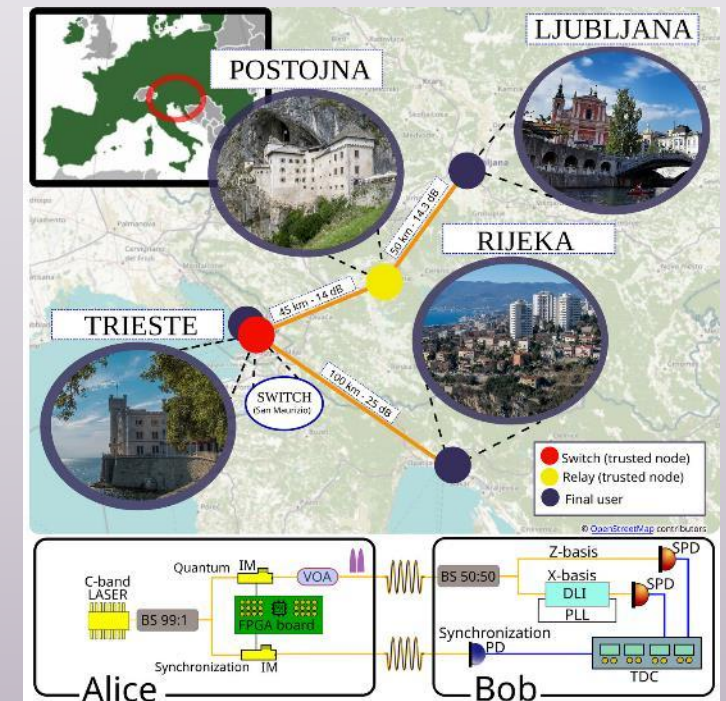 LJUBLJANA
POSTOJNA
50 km - 14.3 dB
RIJEKA
45 km - 14 dB
TRIESTE
100 km - 25 dB
SWITCH
(San Maurizio)
Switch (trusted node)
Relay (trusted node)
Final user
© OpenStreetMap contributors
Quantum
IM
VOA
C-band
LASER
BS 99:1
FPGA board
Synchronization
IM
Alice
BS 50:50
Z-basis
SPD
X-basis
SPD
DLI
PLL
Synchronization
PD
TDC
Bob